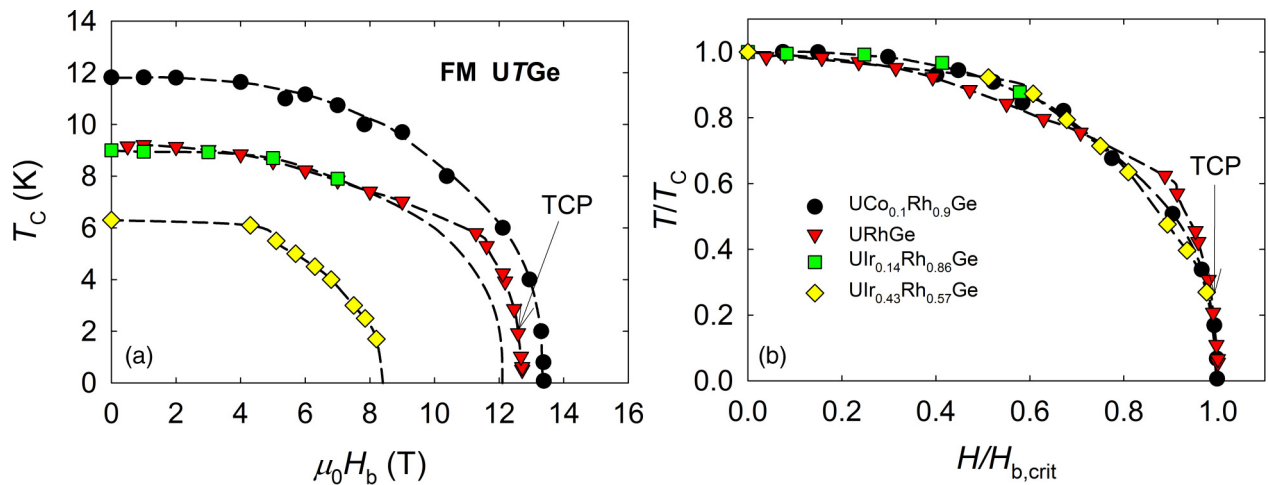 14
12
10
8
6
4
2
0
T_C (K)
FM UTGe
TCP
(a)
0 2 4 6 8 10 12 14 16
μ₀H_b (T)
1.0
0.8
0.6
0.4
0.2
0.0
T/T_C
TCP
UCo₀.₁Rh₀.₉Ge
URhGe
UIr₀.₁₄Rh₀.₈₆Ge
UIr₀.₄₃Rh₀.₅₇Ge
(b)
0.0 0.2 0.4 0.6 0.8 1.0
H/H_b,crit